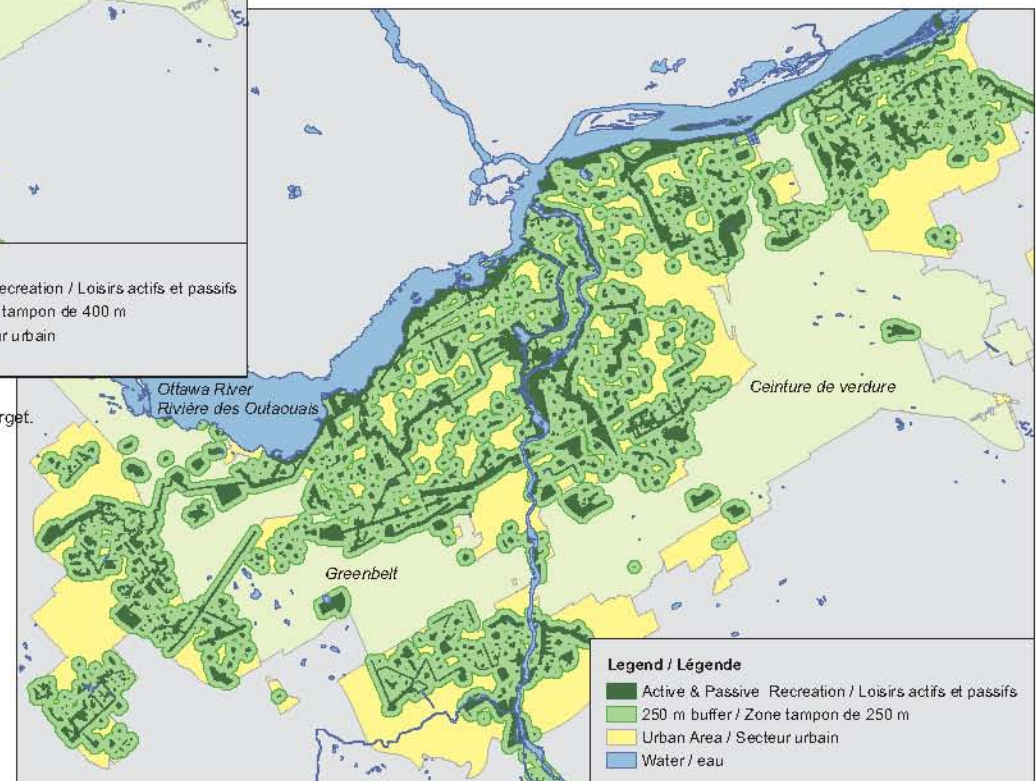 ecreation / Loisirs actifs et passifs
tampon de 400 m
r urbain
rget.
Ottawa River
Rivière des Outaouais
Ceinture de verdure
Greenbelt
Legend / Légende
Active & Passive Recreation / Loisirs actifs et passifs
250 m buffer / Zone tampon de 250 m
Urban Area / Secteur urbain
Water / eau